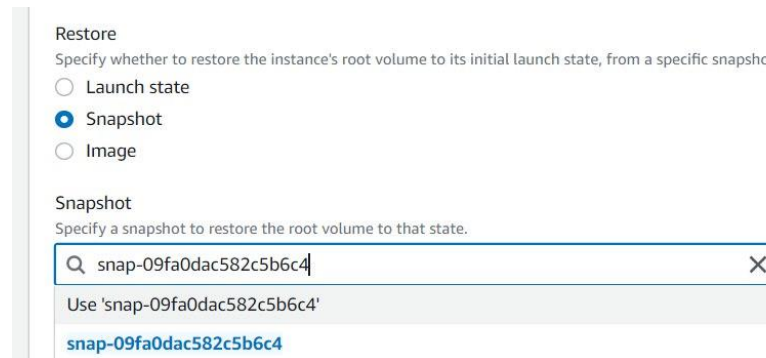 Restore
Specify whether to restore the instance's root volume to its initial launch state, from a specific snapsho
Launch state
Snapshot
Image
Snapshot
Specify a snapshot to restore the root volume to that state.
snap-09fa0dac582c5b6c4
Use 'snap-09fa0dac582c5b6c4'
snap-09fa0dac582c5b6c4